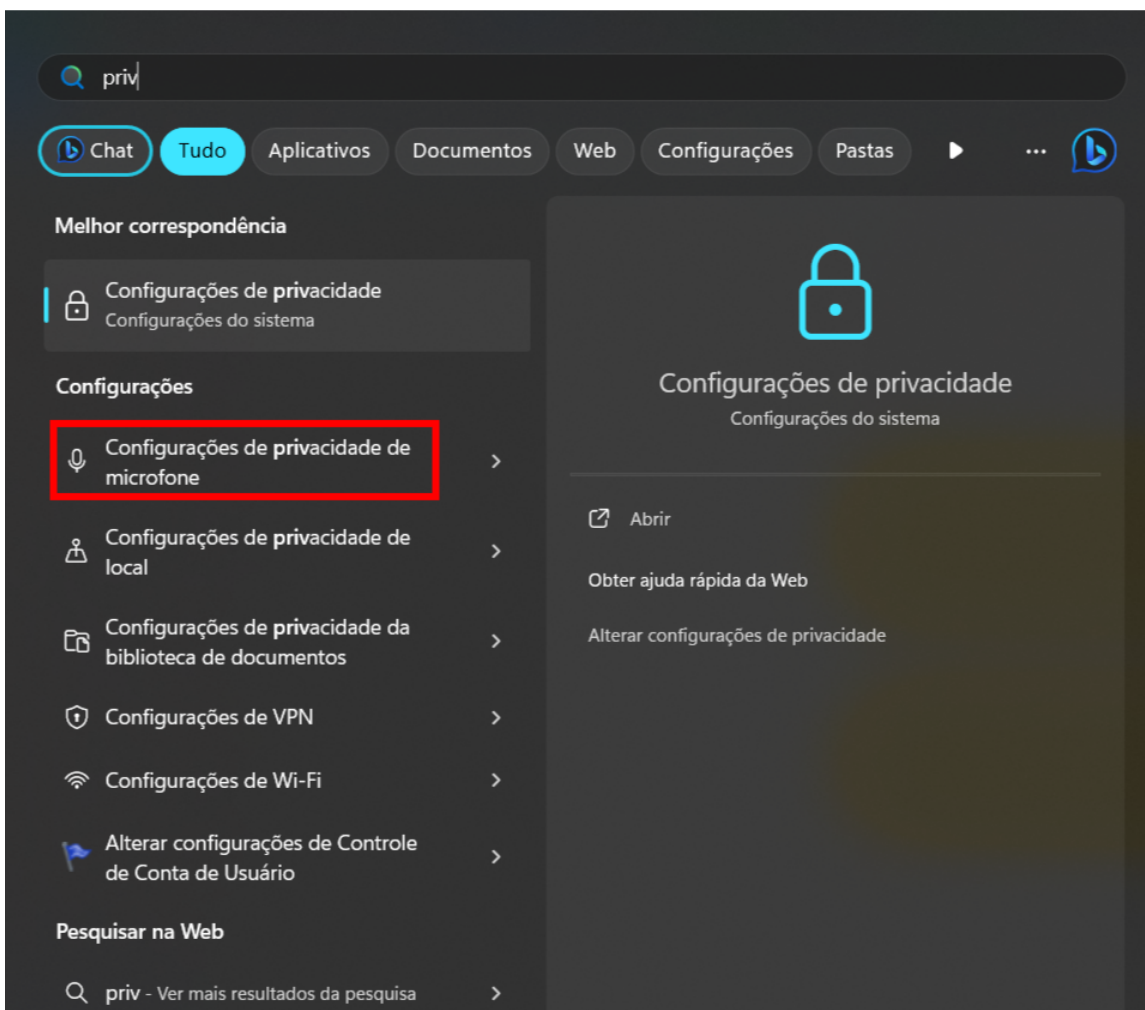 priv
Chat
Tudo
Aplicativos
Documentos
Web
Configurações
Pastas
Melhor correspondência
Configurações de privacidade
Configurações do sistema
Configurações
Configurações de privacidade de
microfone
Configurações de privacidade de
local
Configurações de privacidade da
biblioteca de documentos
Configurações de VPN
Configurações de Wi-Fi
Alterar configurações de Controle
de Conta de Usuário
Pesquisar na Web
priv - Ver mais resultados da pesquisa
Configurações de privacidade
Configurações do sistema
Abrir
Obter ajuda rápida da Web
Alterar configurações de privacidade